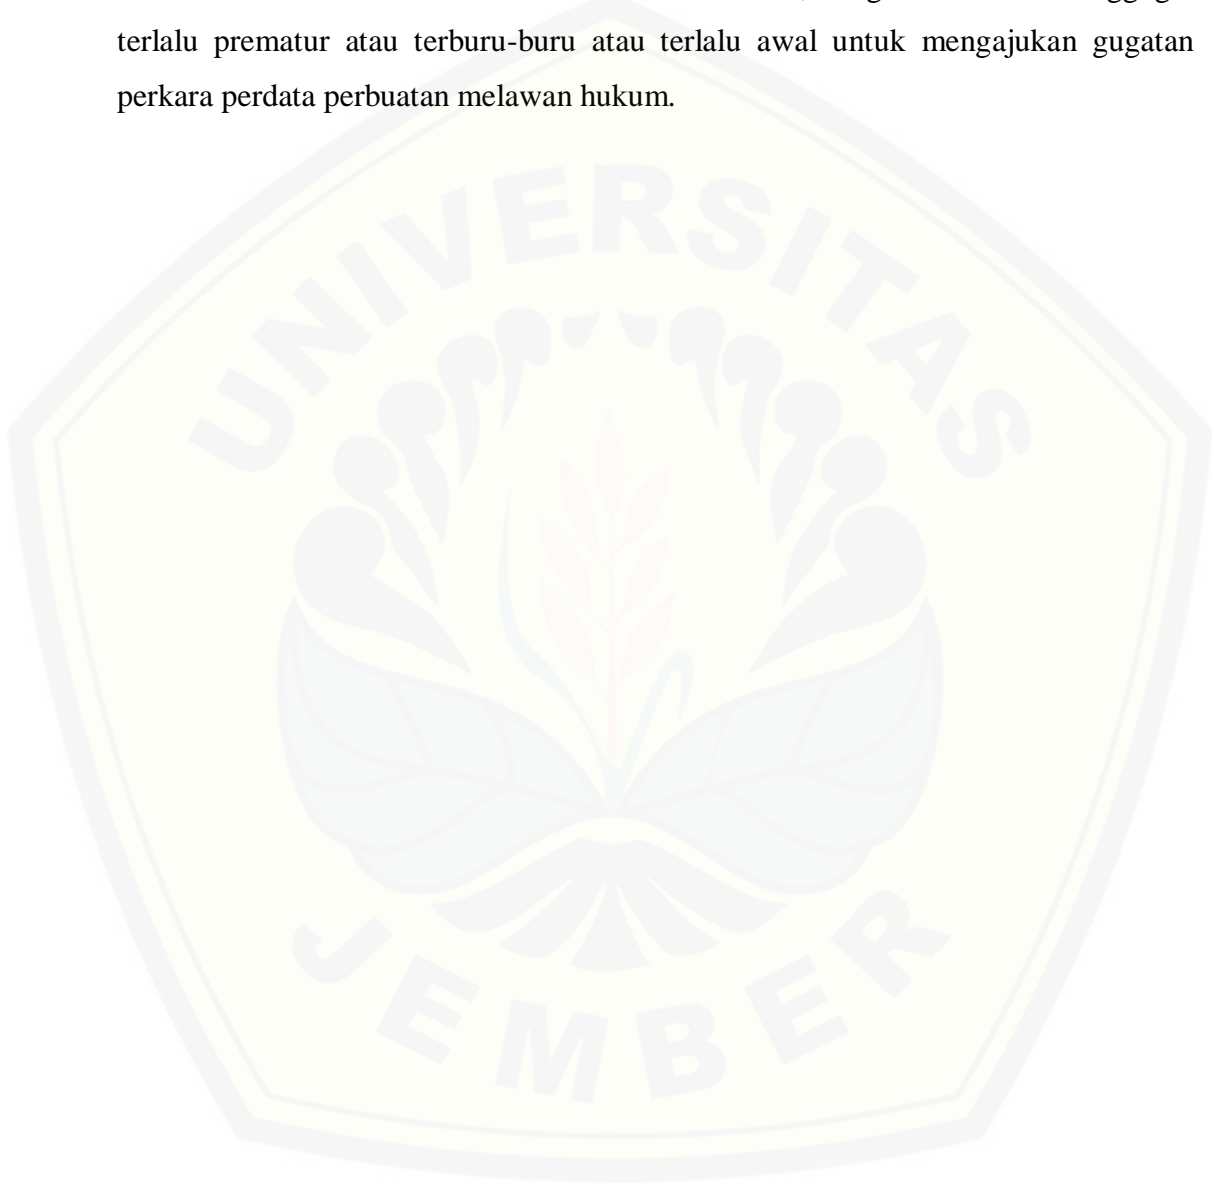 terlalu prematur atau terburu-buru atau terlalu awal untuk mengajukan gugatan
perkara perdata perbuatan melawan hukum.
UNIVERSITAS
JEMBER